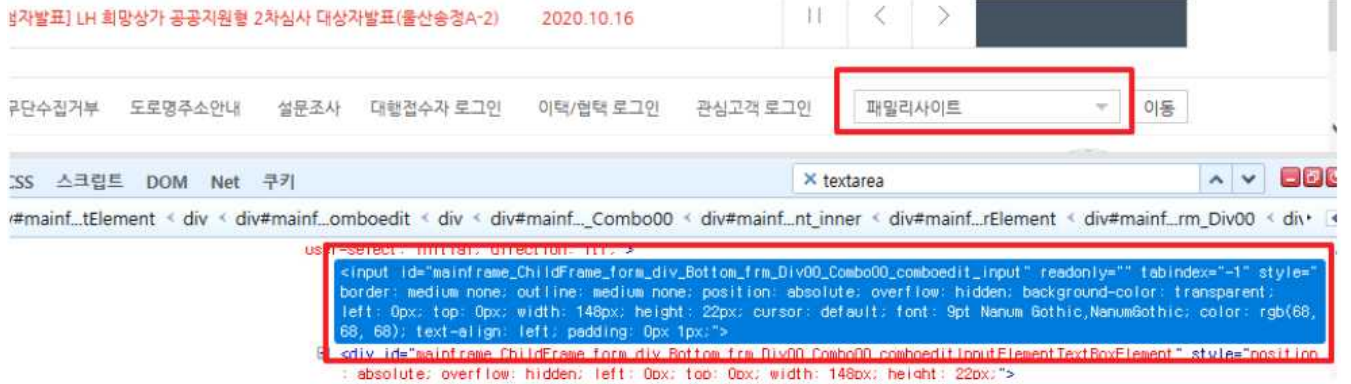 험자발표] LH 희망상가 공공지원형 2차심사 대상자발표(울산송정A-2) 2020.10.16
무단수집거부 도로명주소안내 설문조사 대행접수자 로그인 이택/협택 로그인 관심고객 로그인 패밀리사이트 이동
CSS 스크립트 DOM Net 쿠키 textarea
v#mainf...tElement < div < div#mainf...omboedit < div < div#mainf..._Combo00 < div#mainf...nt_inner < div#mainf...rElement < div#mainf...rm_Div00 < div
user-select: initial; direction: ltr;">
<input id="mainframe_ChildFrame_form_div_Bottom_frm_Div00_Combo00_comboedit_input" readonly="" tabindex="-1" style="
border: medium none; outline: medium none; position: absolute; overflow: hidden; background-color: transparent;
left: 0px; top: 0px; width: 148px; height: 22px; cursor: default; font: 9pt Nanum Gothic,NanumGothic; color: rgb(68,
68, 68); text-align: left; padding: 0px 1px;">
<div id="mainframe_ChildFrame_form_div_Bottom_frm_Div00_Combo00_comboeditInputElementTextBoxElement" style="position
: absolute; overflow: hidden; left: 0px; top: 0px; width: 148px; height: 22px;">